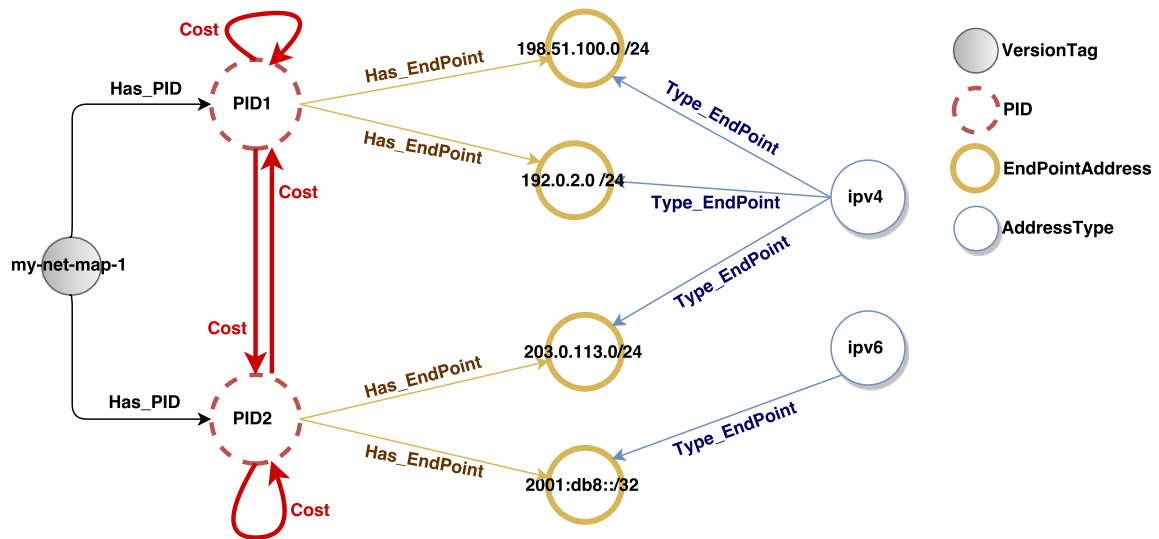 Cost
198.51.100.0 /24
Has_EndPoint
VersionTag
Has_PID
PID1
Type_EndPoint
PID
Has_EndPoint
EndPointAddress
192.0.2.0 /24
Cost
Type_EndPoint
ipv4
AddressType
my-net-map-1
Type_EndPoint
Cost
203.0.113.0/24
ipv6
Has_EndPoint
Has_PID
PID2
Type_EndPoint
Has_EndPoint
2001:db8::/32
Cost